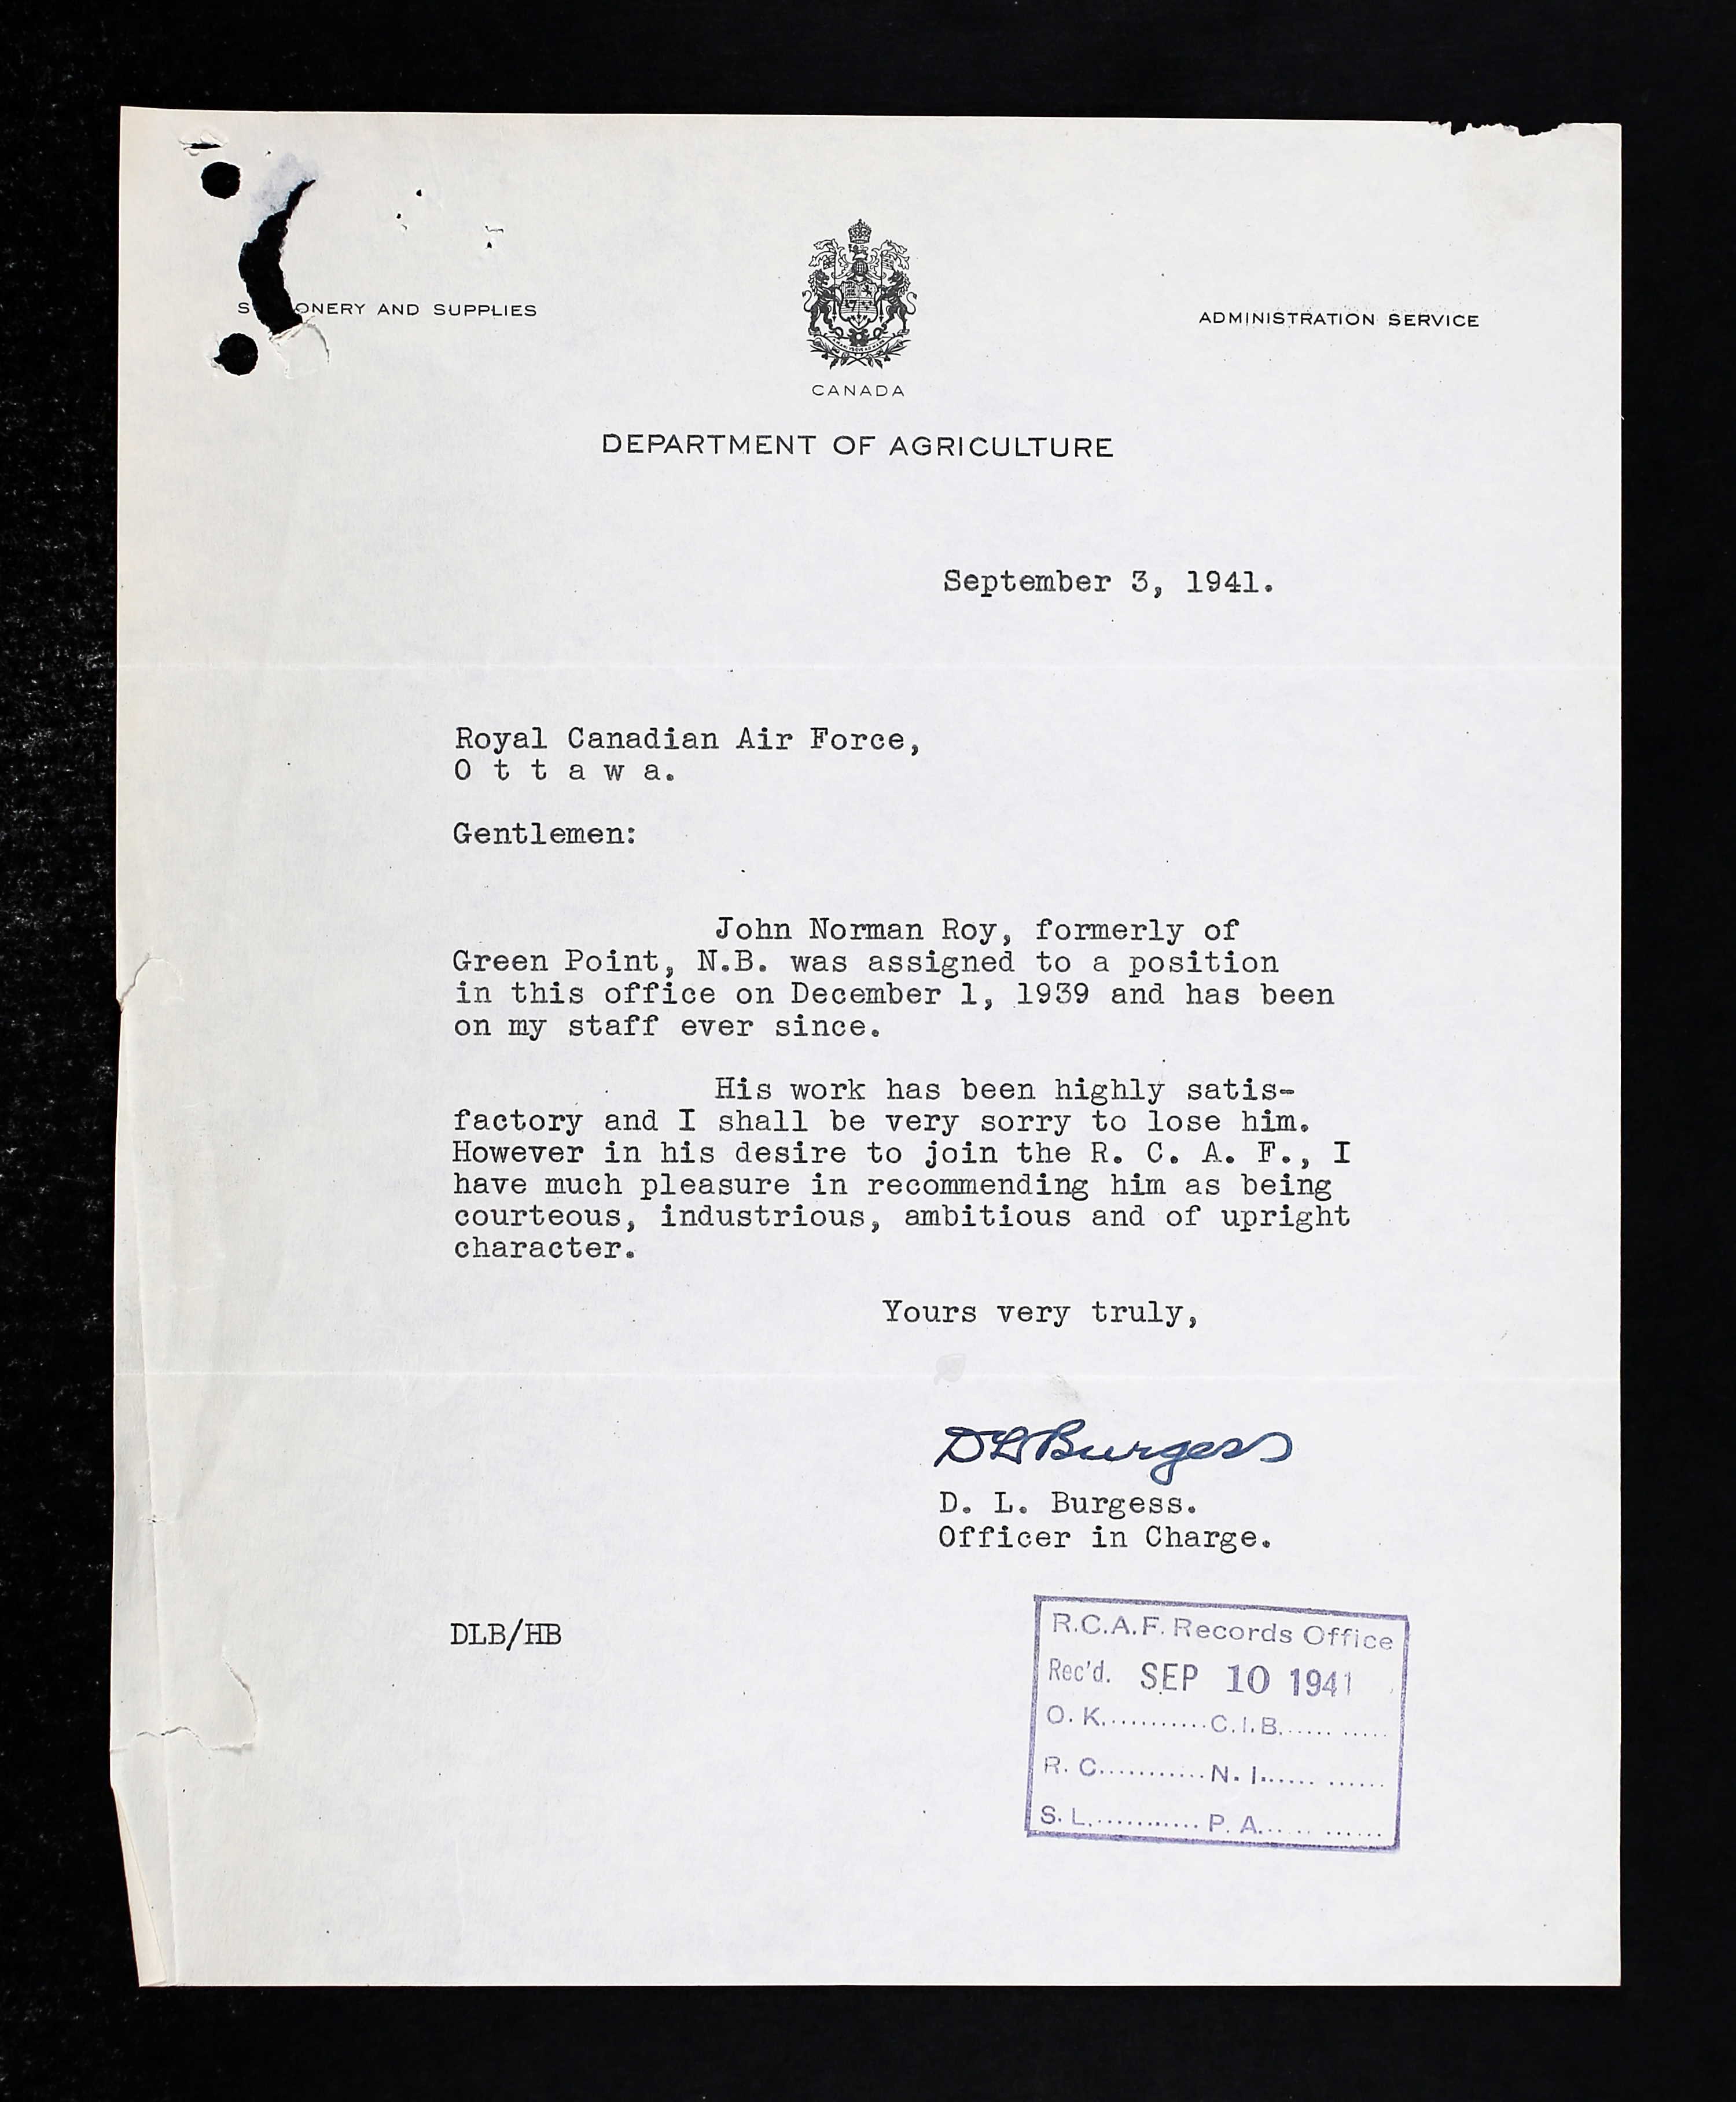 ONERY AND SUPPLIES
ADMINISTRATION SERVICE
CANADA
DEPARTMENT OF AGRICULTURE
September 3, 1941.
Royal Canadian Air Force,
O t t a w a.
Gentlemen:
John Norman Roy, formerly of
Green Point, N.B. was assigned to a position
in this office on December 1, 1939 and has been
on my staff ever since.
His work has been highly satis-
factory and I shall be very sorry to lose him.
However in his desire to join the R. C. A. F., I
have much pleasure in recommending him as being
courteous, industrious, ambitious and of upright
character.
Yours very truly,
DLBurgess
D. L. Burgess.
Officer in Charge.
DLB/HB
R.C.A.F. Records Office
Rec'd. SEP 10 1941
O. K...........C.I.B...........
R. C...........N. I...........
S. L........... P. A...........